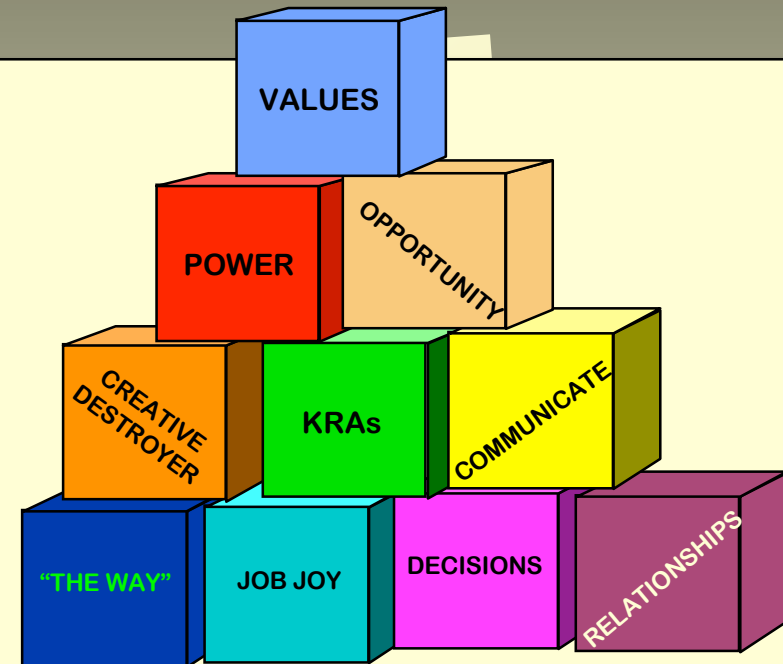 VALUES
POWER
OPPORTUNITY
CREATIVE
DESTROYER
KRAs
COMMUNICATE
“THE WAY”
JOB JOY
DECISIONS
RELATIONSHIPS